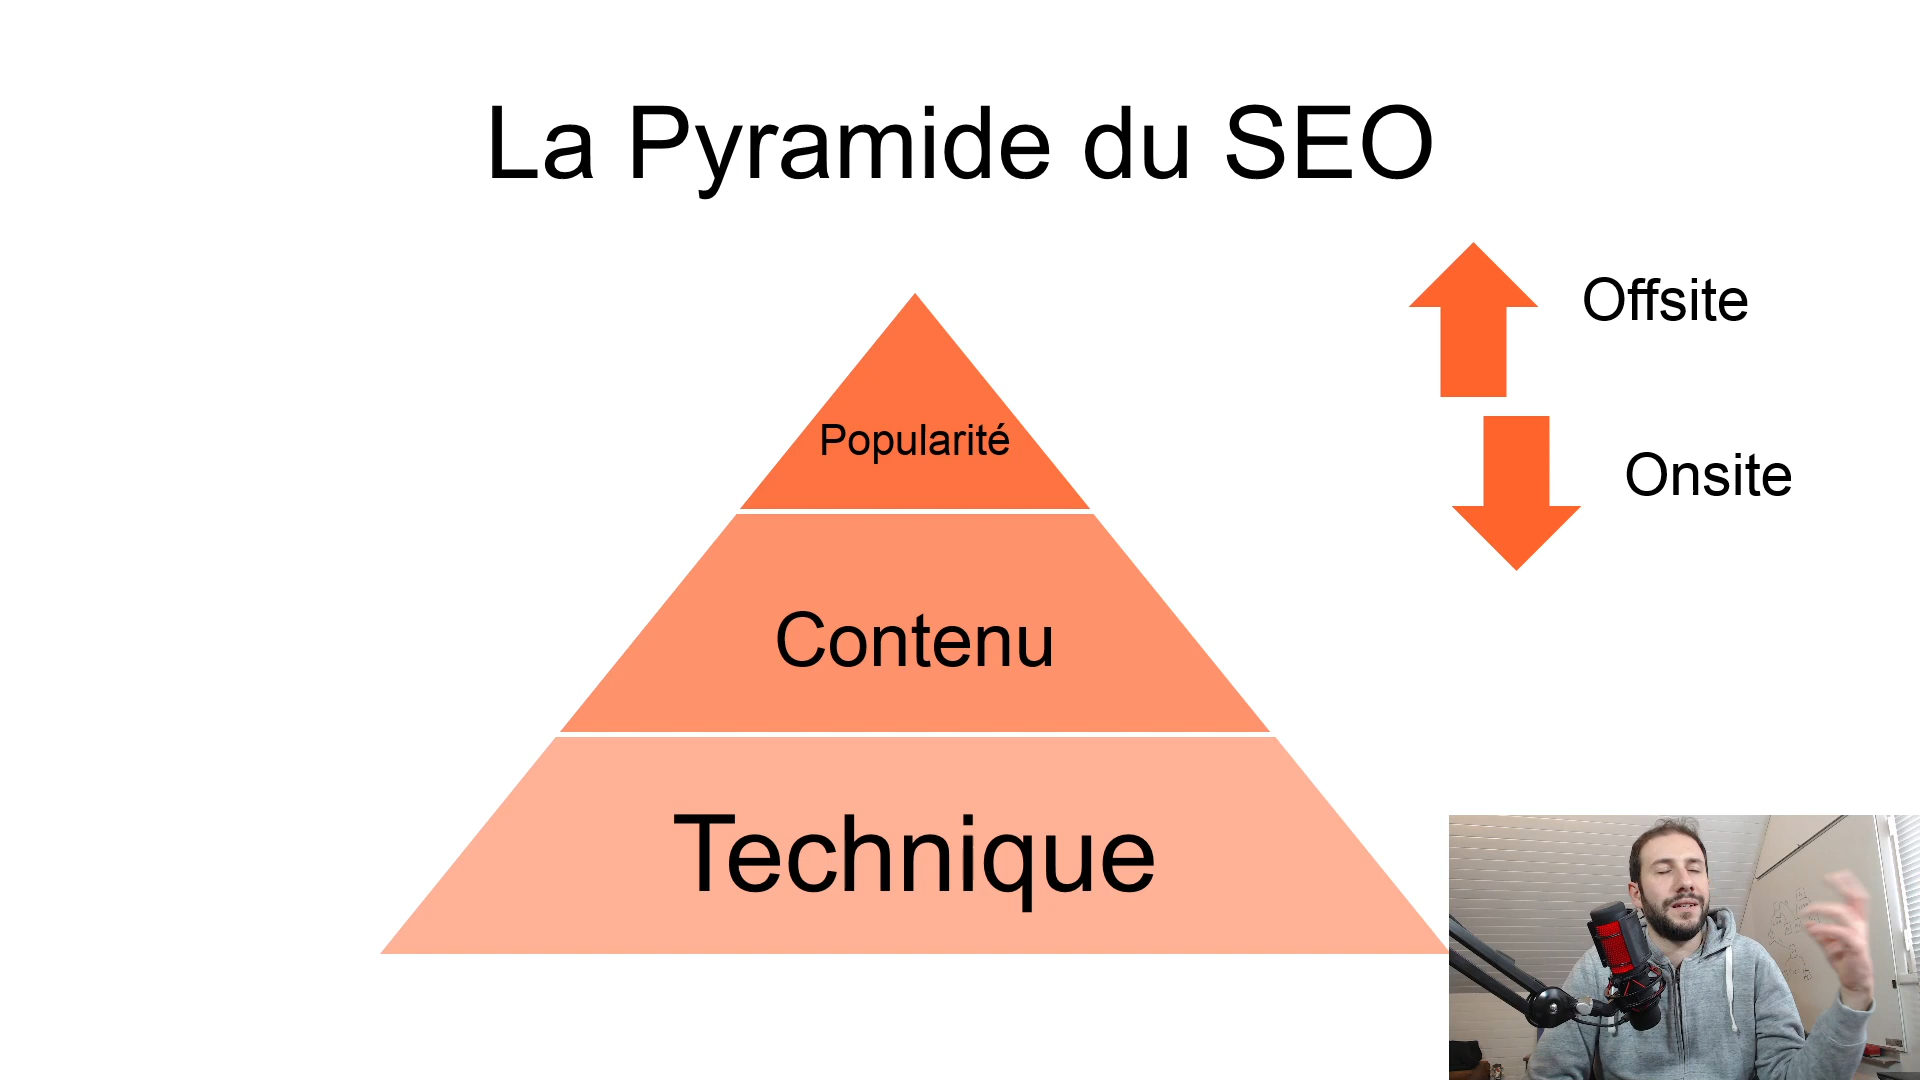 La Pyramide du SEO
Offsite
Popularité
Onsite
Contenu
Technique